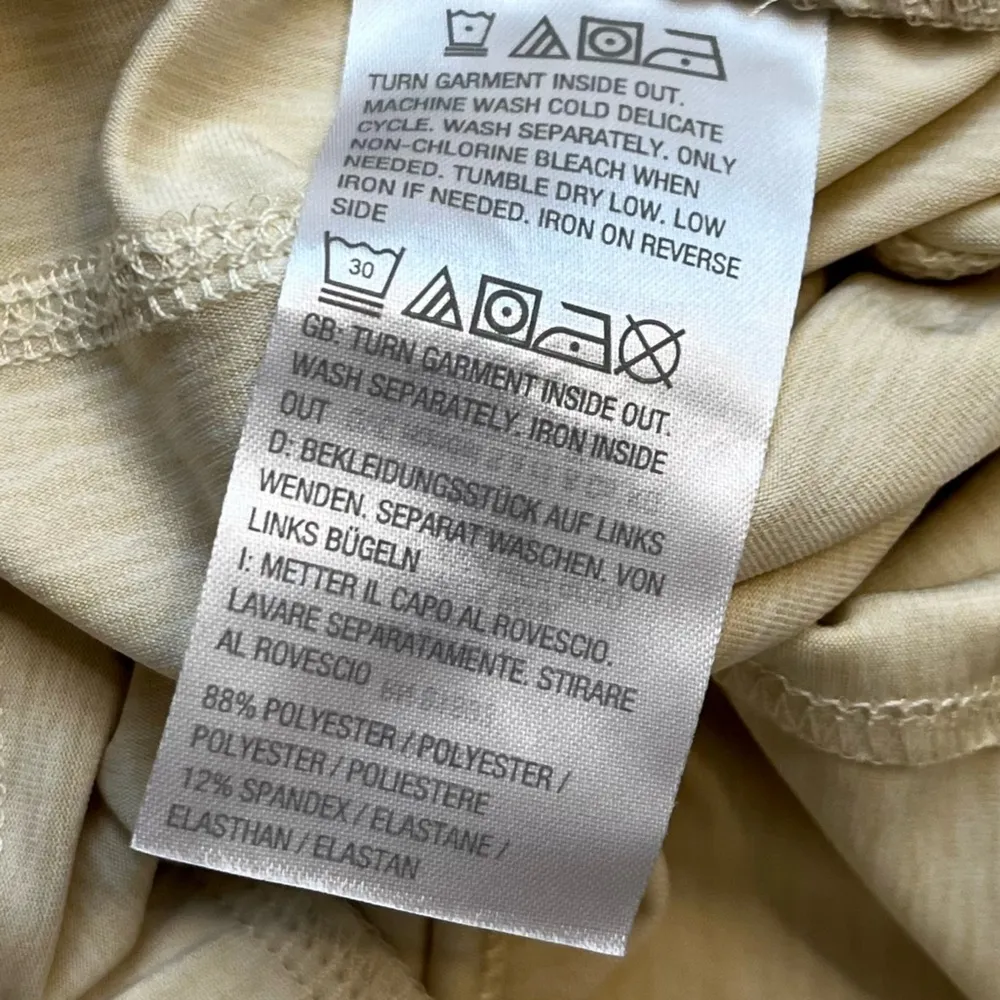 TURN GARMENT INSIDE OUT.
MACHINE WASH COLD DELICATE
CYCLE. WASH SEPARATELY. ONLY
NON-CHLORINE BLEACH WHEN
NEEDED. TUMBLE DRY LOW. LOW
IRON IF NEEDED. IRON ON REVERSE
SIDE
30
GB: TURN GARMENT INSIDE OUT.
WASH SEPARATELY. IRON INSIDE
OUT
D: BEKLEIDUNGSSTÜCK AUF LINKS
WENDEN. SEPARAT WASCHEN. VON
LINKS BÜGELN
I: METTER IL CAPO AL ROVESCIO.
LAVARE SEPARATAMENTE. STIRARE
AL ROVESCIO
88% POLYESTER / POLYESTER /
POLYESTER / POLIESTERE
12% SPANDEX / ELASTANE /
ELASTHAN / ELASTAN